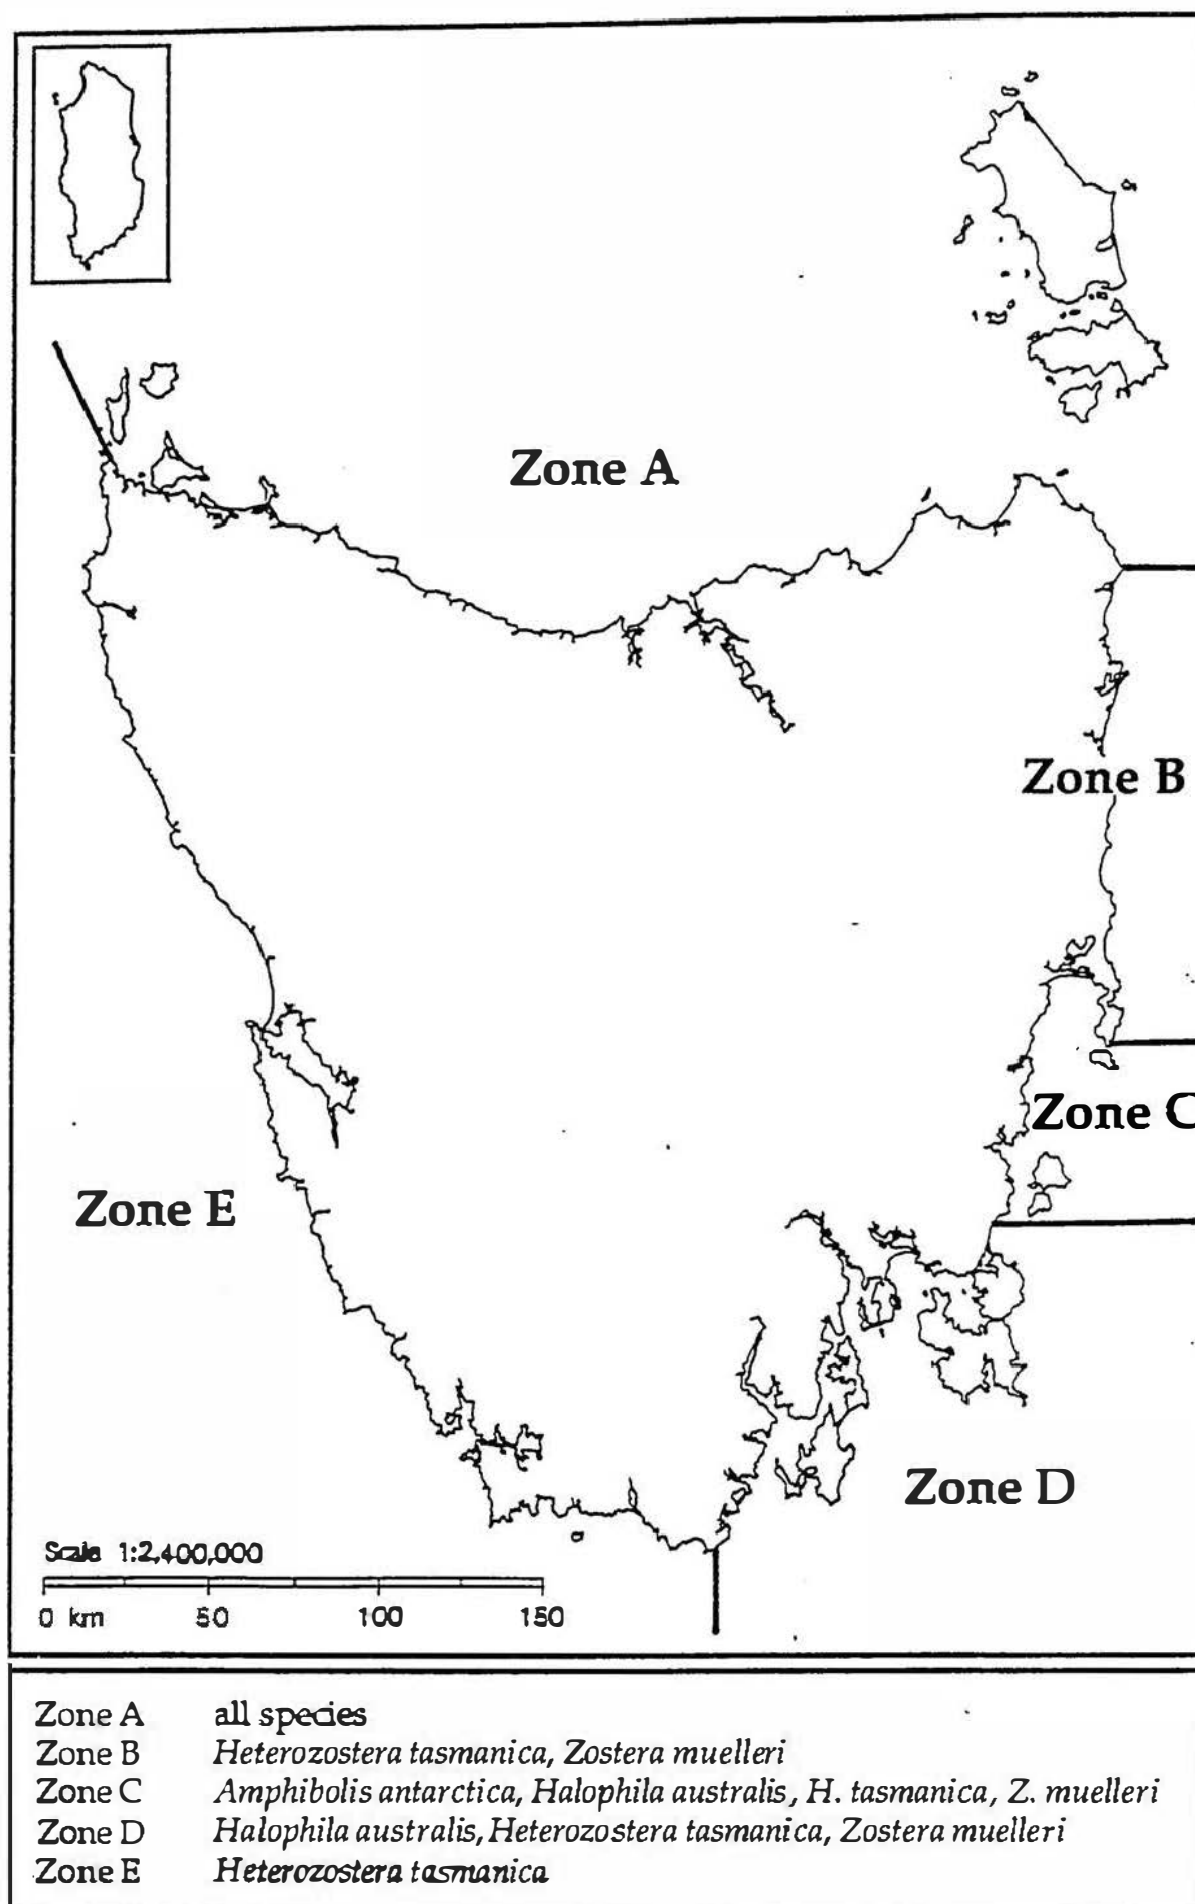 Zone A
Zone B
Zone C
Zone E
Zone D
Scale 1:2,400,000
0 km 50 100 150
Zone A all species
Zone B Heterozostera tasmanica, Zostera muelleri
Zone C Amphibolis antarctica, Halophila australis, H. tasmanica, Z. muelleri
Zone D Halophila australis, Heterozostera tasmanica, Zostera muelleri
Zone E Heterozostera tasmanica